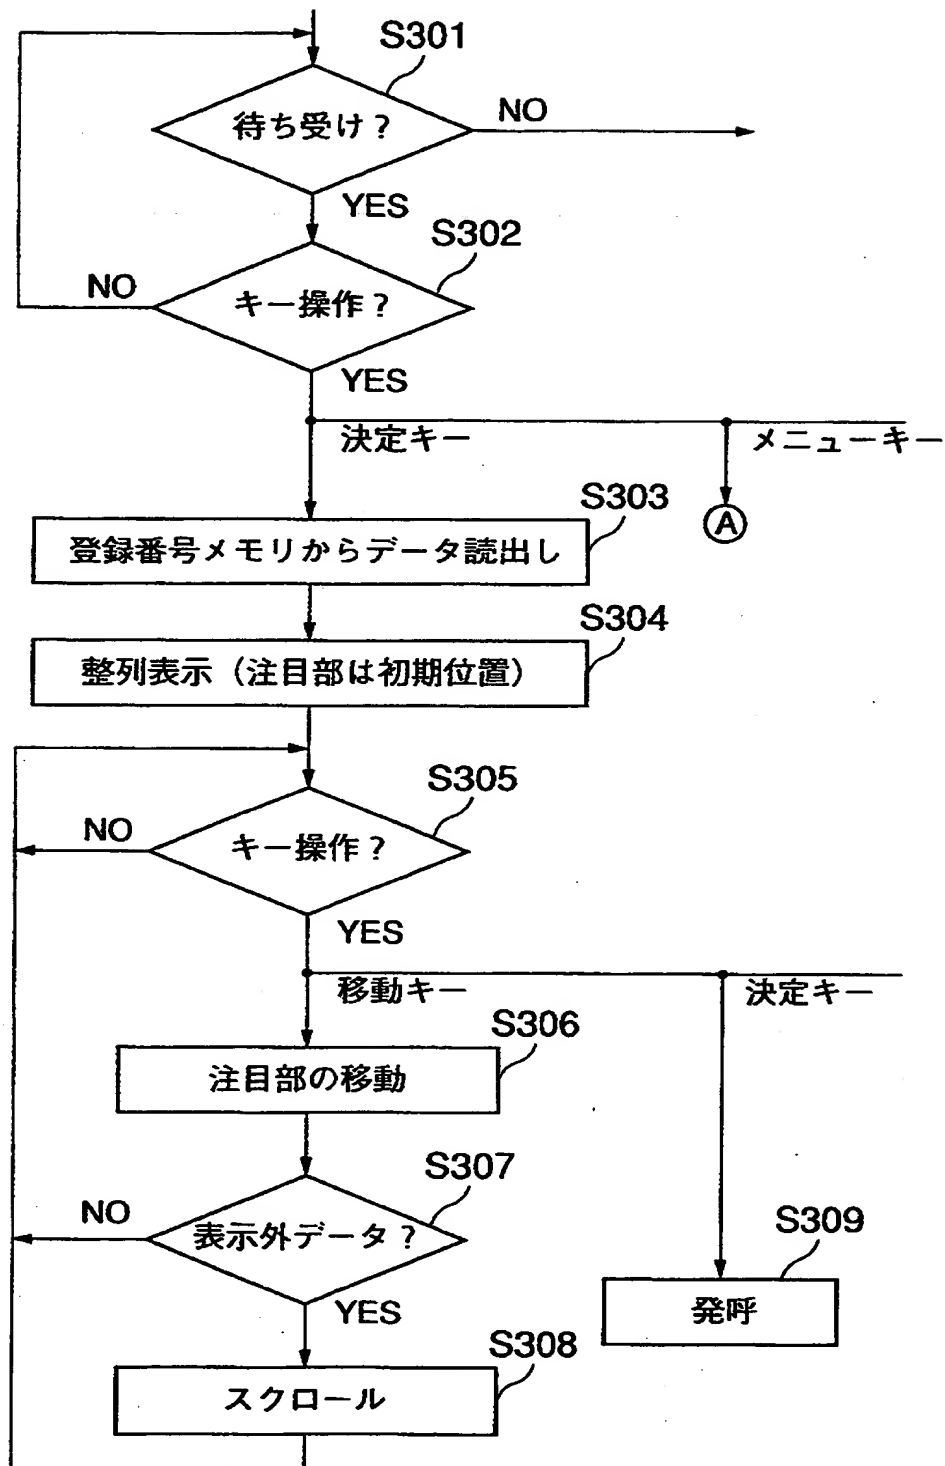 S301
待ち受け？
NO
YES
S302
NO
キー操作？
YES
決定キー
メニューキー
S303
A
登録番号メモリからデータ読出し
S304
整列表示（注目部は初期位置）
S305
NO
キー操作？
YES
移動キー
決定キー
S306
注目部の移動
S307
NO
表示外データ？
S309
YES
発呼
S308
スクロール